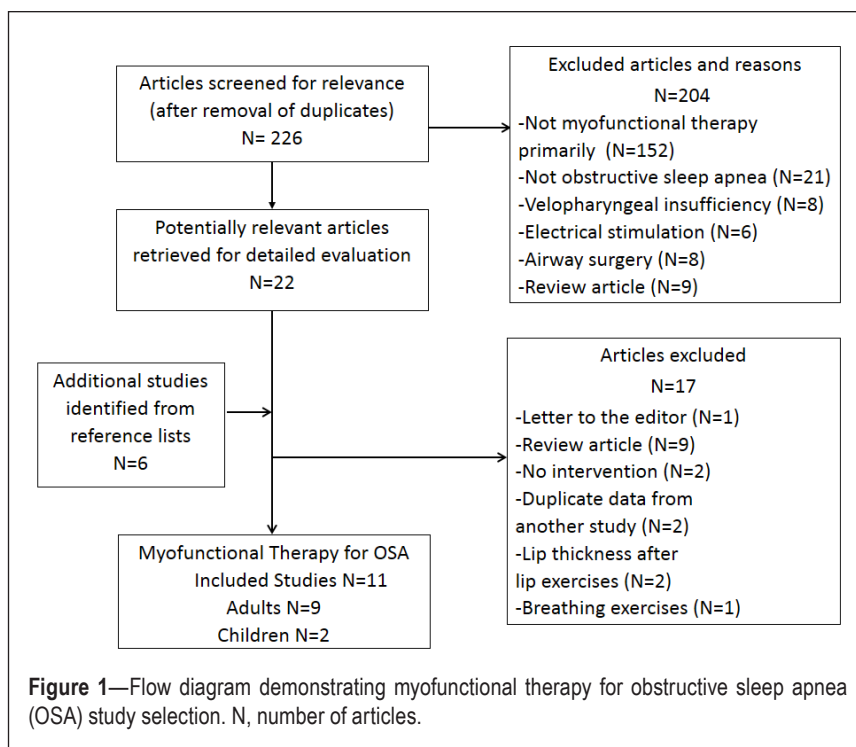 Articles screened for relevance
(after removal of duplicates)
N= 226
Excluded articles and reasons
N=204
-Not myofunctional therapy
primarily (N=152)
-Not obstructive sleep apnea (N=21)
-Velopharyngeal insufficiency (N=8)
-Electrical stimulation (N=6)
-Airway surgery (N=8)
-Review article (N=9)
Potentially relevant articles
retrieved for detailed evaluation
N=22
Additional studies
identified from
reference lists
N=6
Articles excluded
N=17
-Letter to the editor (N=1)
-Review article (N=9)
-No intervention (N=2)
-Duplicate data from
another study (N=2)
-Lip thickness after
lip exercises (N=2)
-Breathing exercises (N=1)
Myofunctional Therapy for OSA
Included Studies N=11
Adults N=9
Children N=2
Figure 1—Flow diagram demonstrating myofunctional therapy for obstructive sleep apnea
(OSA) study selection. N, number of articles.